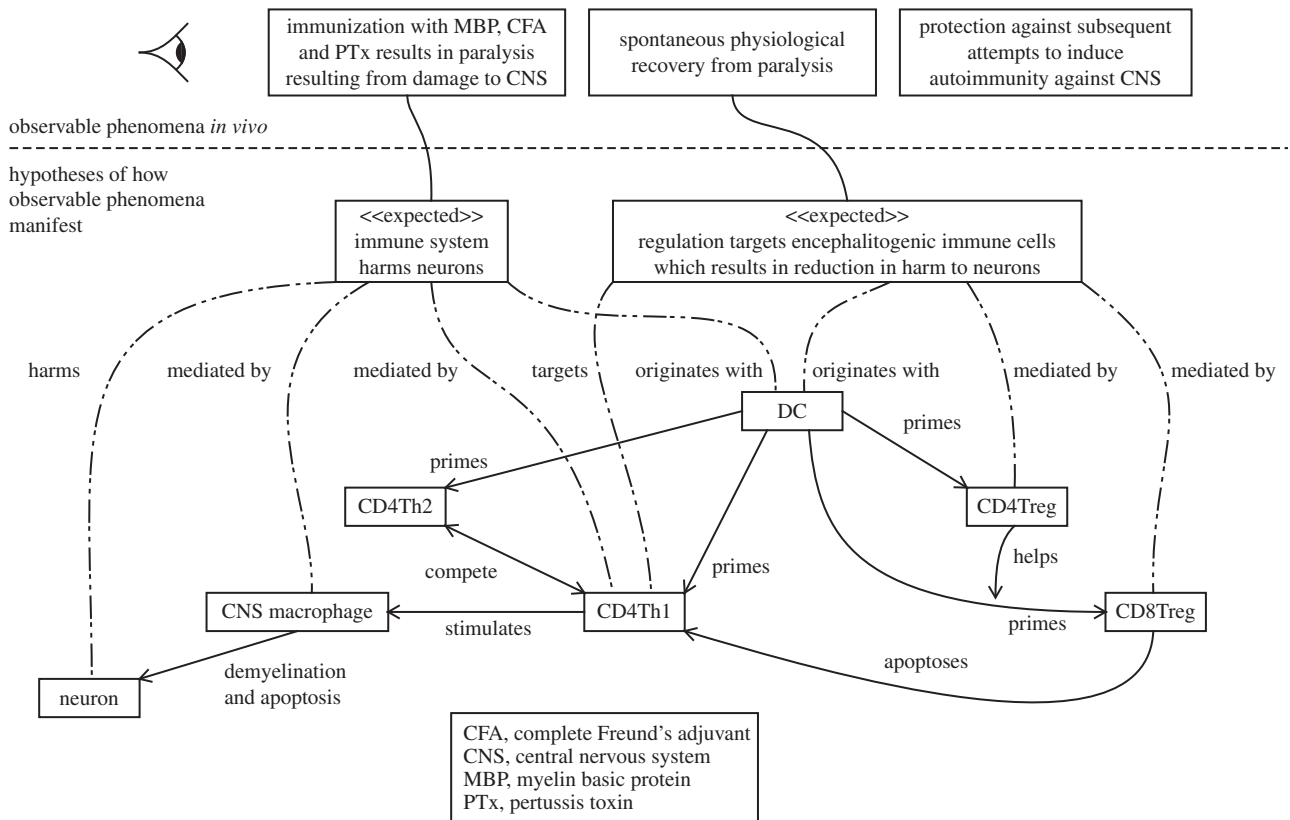 immunization with MBP, CFA
and PTx results in paralysis
resulting from damage to CNS
spontaneous physiological
recovery from paralysis
protection against subsequent
attempts to induce
autoimmunity against CNS
observable phenomena in vivo
hypotheses of how
observable phenomena
manifest
<<expected>>
immune system
harms neurons
<<expected>>
regulation targets encephalitogenic immune cells
which results in reduction in harm to neurons
harms
mediated by
mediated by
targets
originates with
originates with
mediated by
mediated by
DC
primes
primes
CD4Th2
CD4Treg
compete
primes
helps
CNS macrophage
stimulates
CD4Th1
primes
CD8Treg
apoptoses
neuron
demyelination
and apoptosis
CFA, complete Freund's adjuvant
CNS, central nervous system
MBP, myelin basic protein
PTx, pertussis toxin